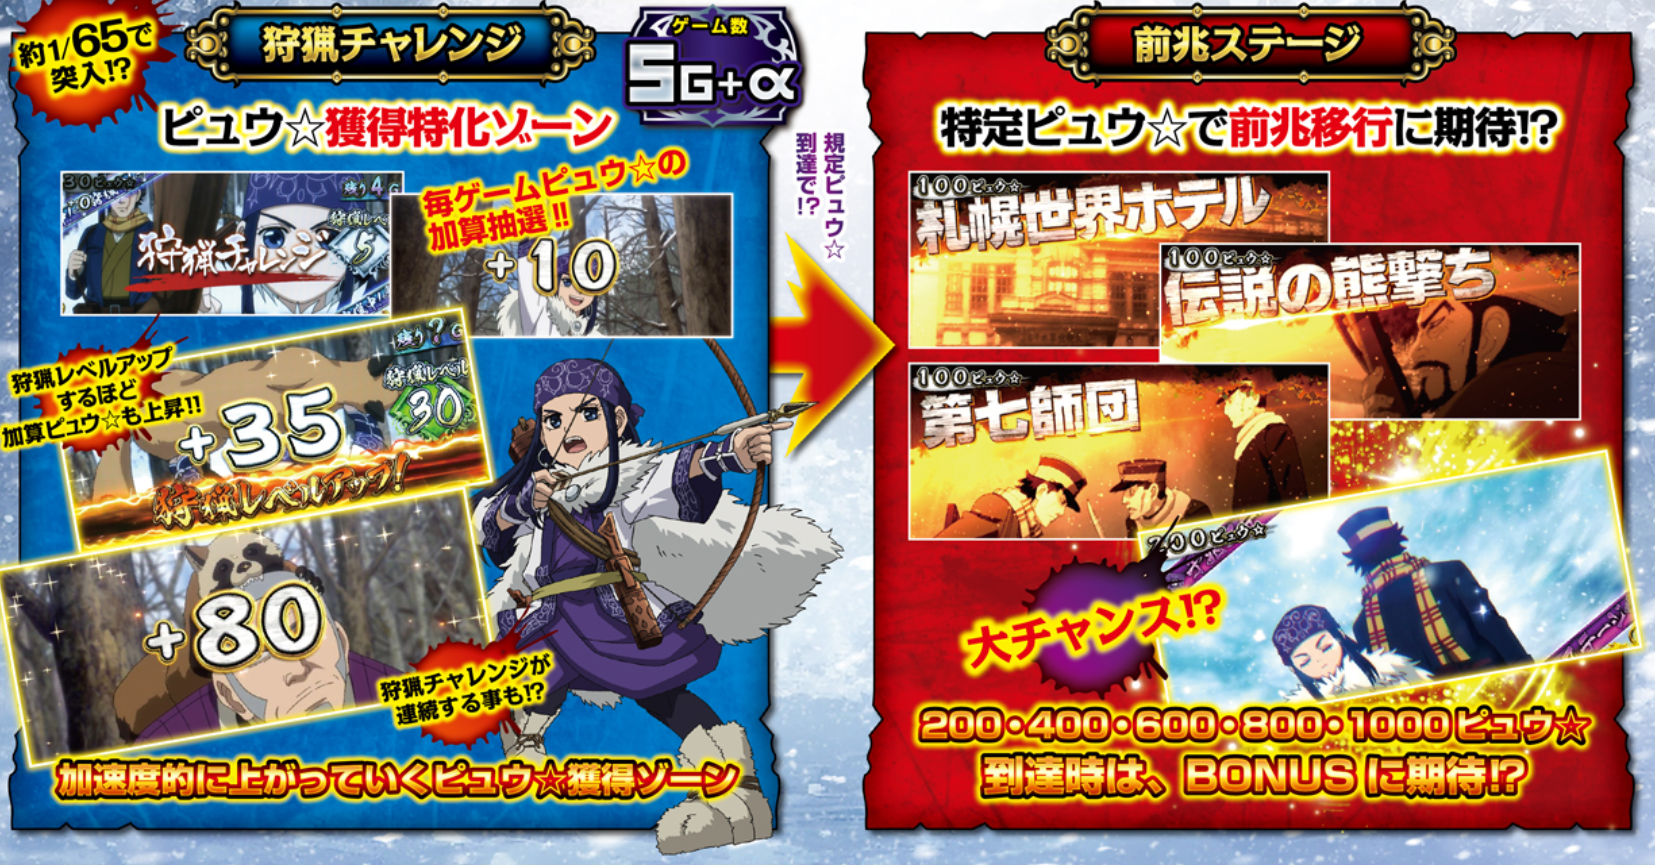 約1/65で
突入!?
狩猟チャレンジ
ゲーム数
5G+α
ピュウ☆獲得特化ゾーン
30ピュウ☆
残り4G
狩猟レベル
5
狩猟チャレンジ
毎ゲームピュウ☆の
加算抽選!!
+10
狩猟レベルアップ
するほど
加算ピュウ☆も上昇!!
残り?G
狩猟レベル
30
+35
狩猟レベルアップ!
+80
狩猟チャレンジが
連続する事も!?
加速度的に上がっていくピュウ☆獲得ゾーン
規定ピュウ☆
到達で!?
前兆ステージ
特定ピュウ☆で前兆移行に期待!?
100ピュウ☆
札幌世界ホテル
100ピュウ☆
伝説の熊撃ち
100ピュウ☆
第七師団
200ピュウ☆
大チャンス!?
200・400・600・800・1000ピュウ☆
到達時は、BONUSに期待!?